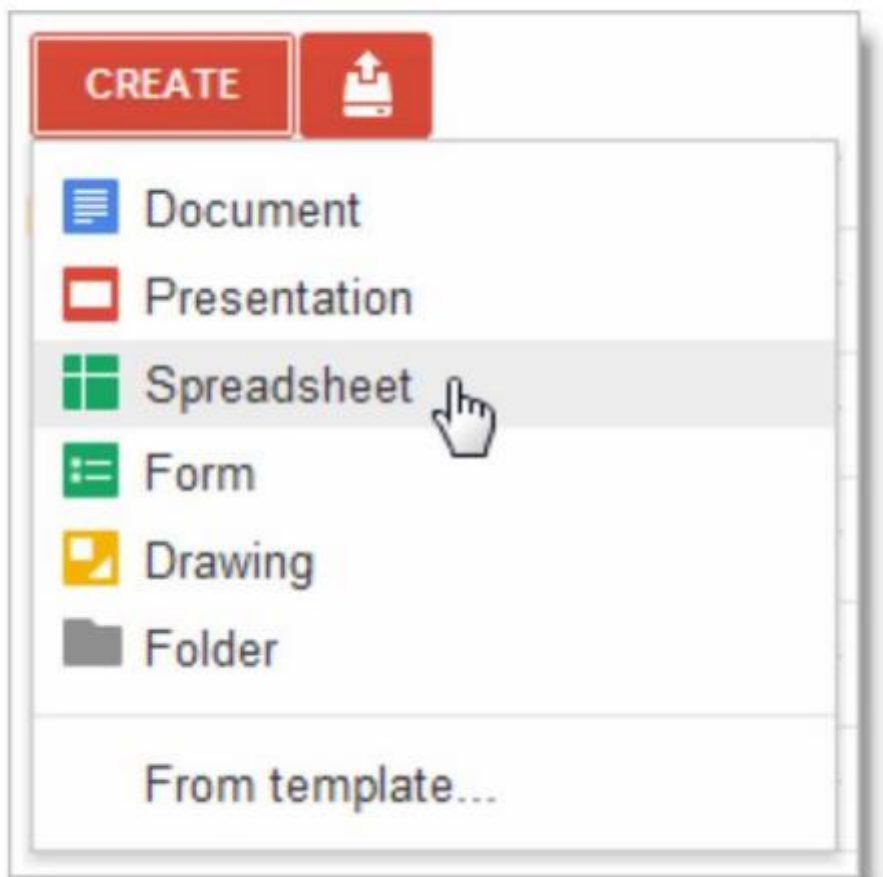 CREATE
Document
Presentation
Spreadsheet
Form
Drawing
Folder
From template...